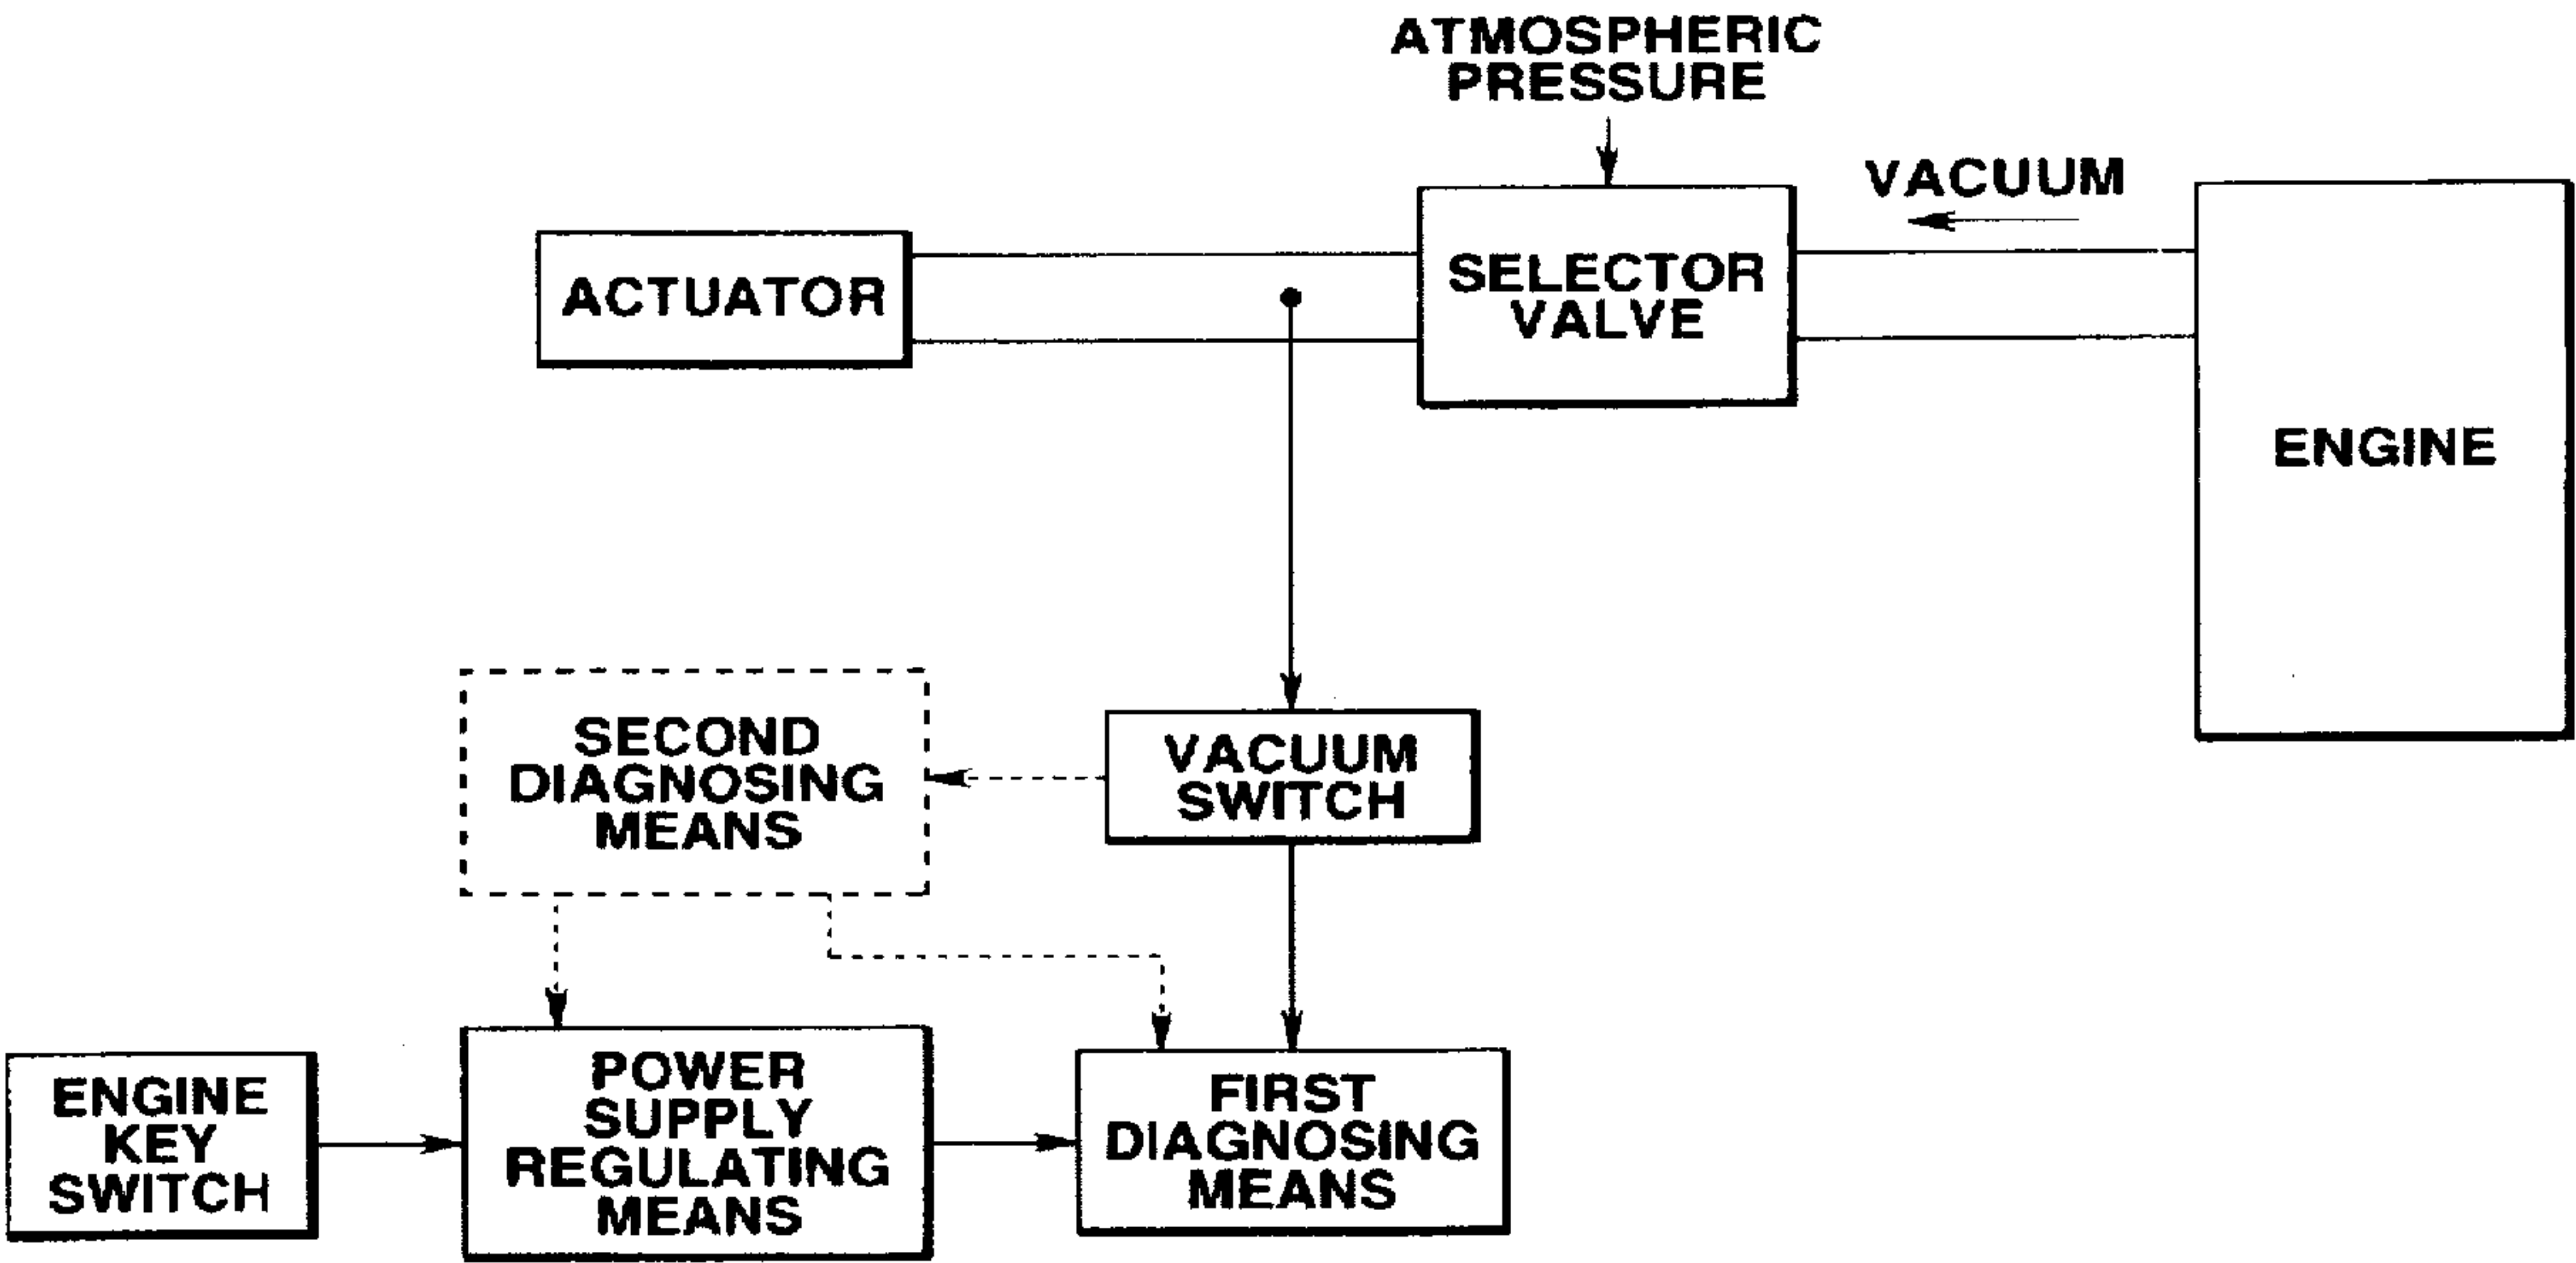 ATMOSPHERIC
PRESSURE
VACUUM
ACTUATOR
SELECTOR
VALVE
ENGINE
SECOND
DIAGNOSING
MEANS
VACUUM
SWITCH
ENGINE
KEY
SWITCH
POWER
SUPPLY
REGULATING
MEANS
FIRST
DIAGNOSING
MEANS